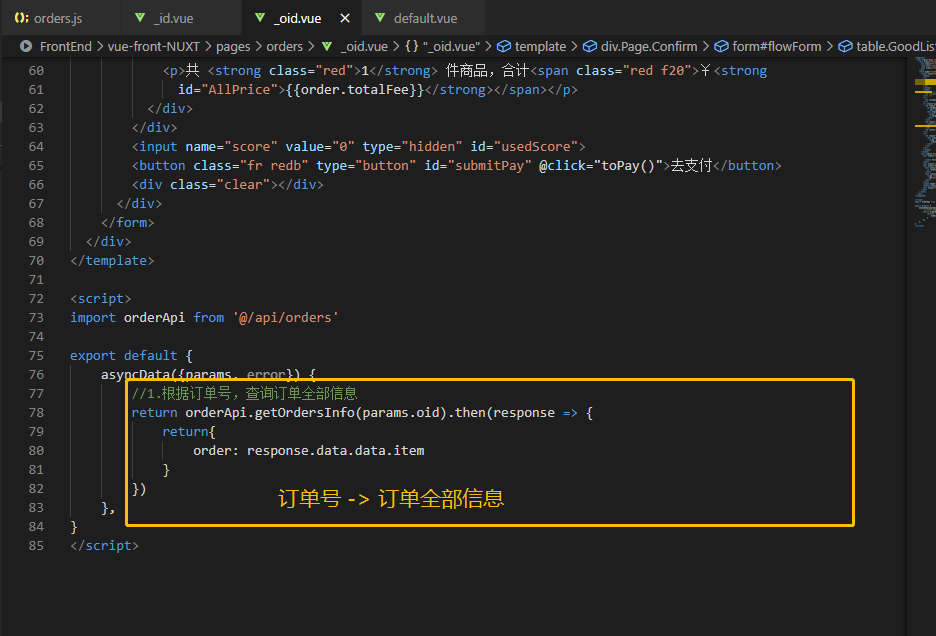 orders.js
_id.vue
_oid.vue
default.vue
FrontEnd > vue-front-NUXT > pages > orders > _oid.vue > {} "_oid.vue" > template > div.Page.Confirm > form#flowForm > table.GoodLis
60 <p>共 <strong class="red">1</strong> 件商品，合计<span class="red f20">￥<strong
61 id="AllPrice">{{order.totalFee}}</strong></span></p>
62 </div>
63 </div>
64 <input name="score" value="0" type="hidden" id="usedScore">
65 <button class="fr redb" type="button" id="submitPay" @click="toPay()">去支付</button>
66 <div class="clear"></div>
67 </div>
68 </form>
69 </div>
70 </template>
71
72 <script>
73 import orderApi from '@/api/orders'
74
75 export default {
76 asyncData({params, error}) {
77 //1.根据订单号，查询订单全部信息
78 return orderApi.getOrdersInfo(params.oid).then(response => {
79 return{
80 order: response.data.data.item
81 }
82 })
订单号 -> 订单全部信息
83 },
84 }
85 </script>